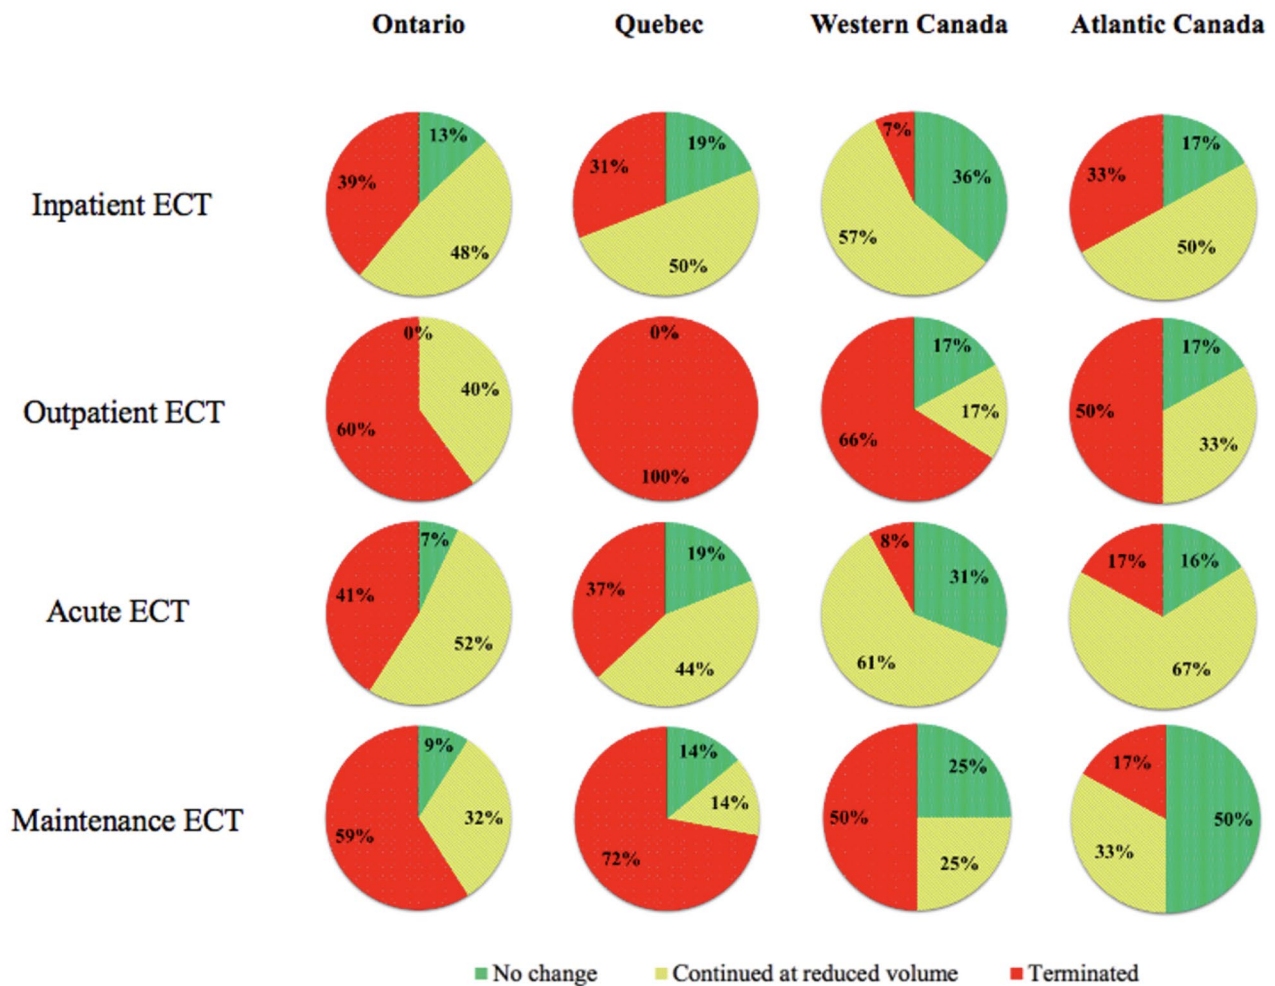 Ontario Quebec Western Canada Atlantic Canada
Inpatient ECT
13% 48% 39%
19% 50% 31%
36% 57% 7%
17% 50% 33%
Outpatient ECT
0% 40% 60%
0% 100%
17% 17% 66%
17% 33% 50%
Acute ECT
7% 52% 41%
19% 44% 37%
31% 61% 8%
16% 67% 17%
Maintenance ECT
9% 32% 59%
14% 14% 72%
25% 25% 50%
50% 33% 17%
No change Continued at reduced volume Terminated